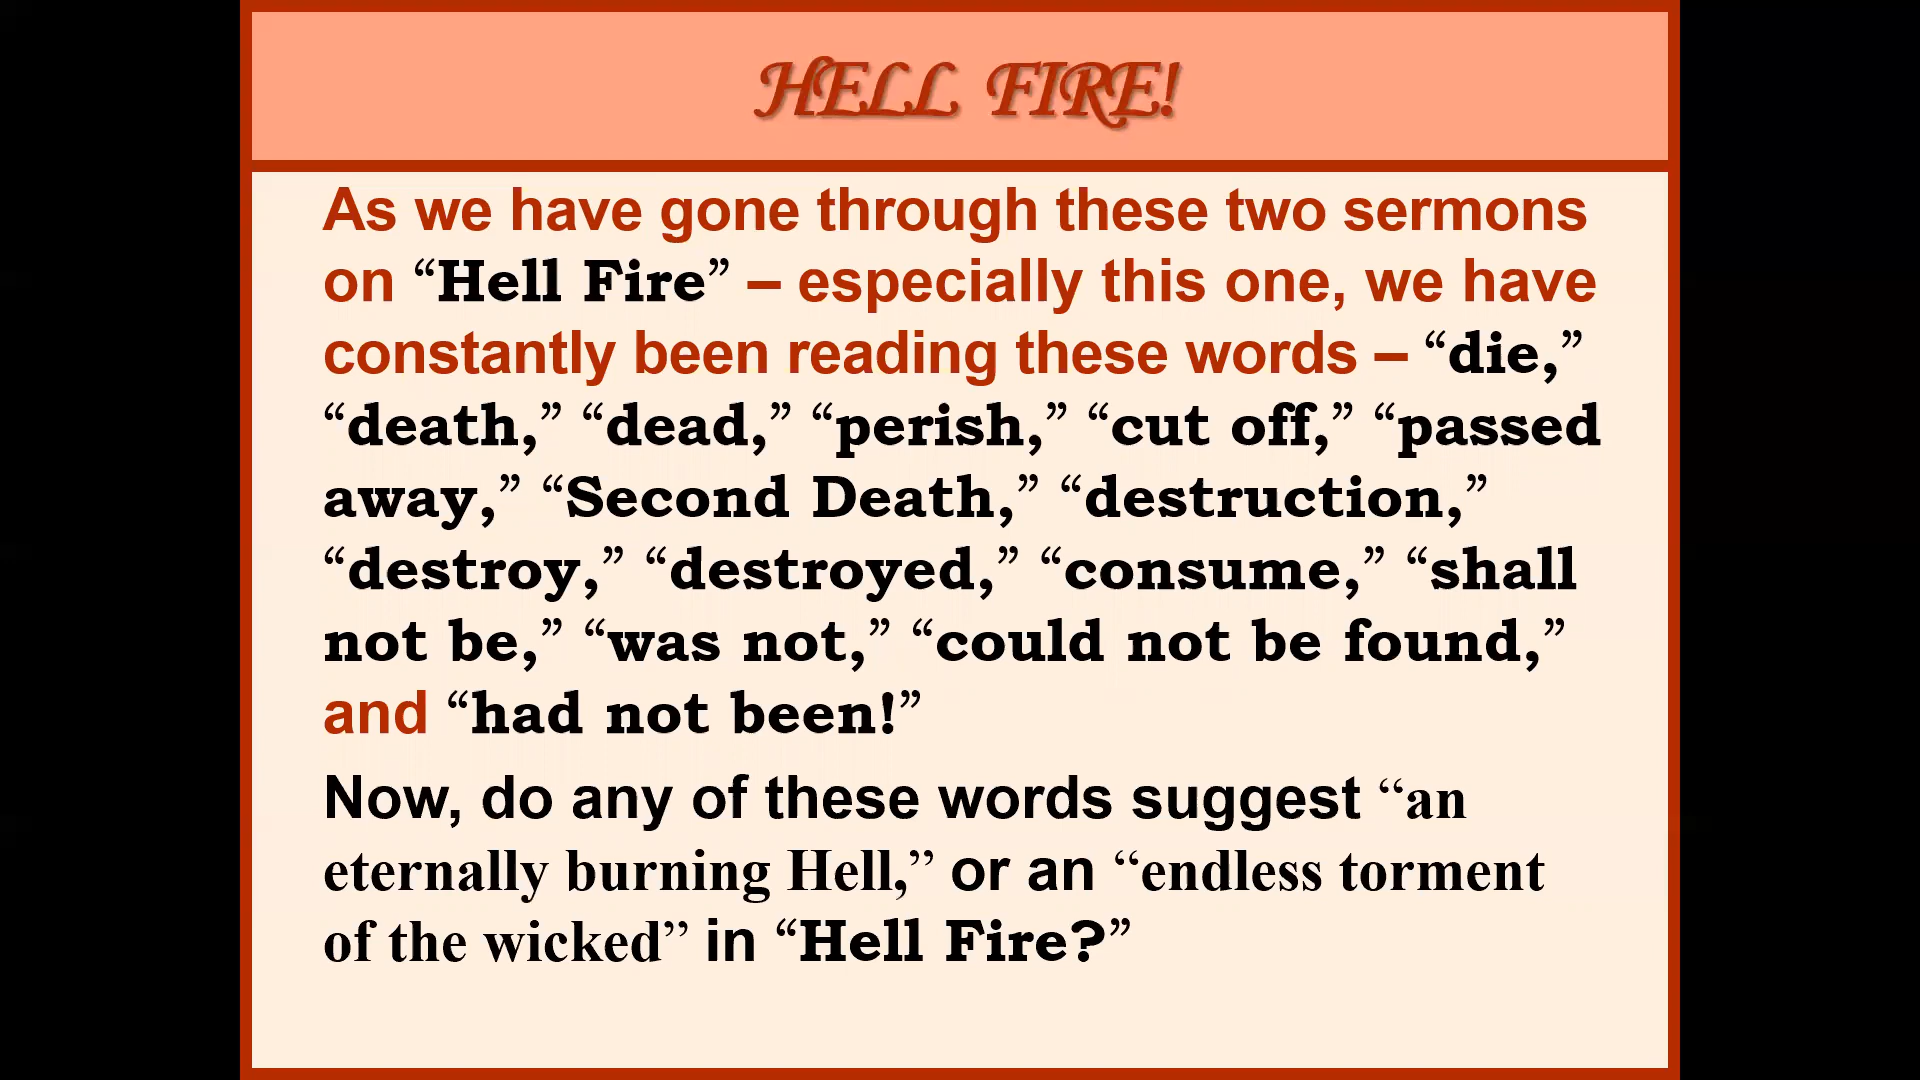 HELL FIRE!
As we have gone through these two sermons
on “Hell Fire” – especially this one, we have
constantly been reading these words – “die,”
“death,” “dead,” “perish,” “cut off,” “passed
away,” “Second Death,” “destruction,”
“destroy,” “destroyed,” “consume,” “shall
not be,” “was not,” “could not be found,”
and “had not been!”
Now, do any of these words suggest “an
eternally burning Hell,” or an “endless torment
of the wicked” in “Hell Fire?”